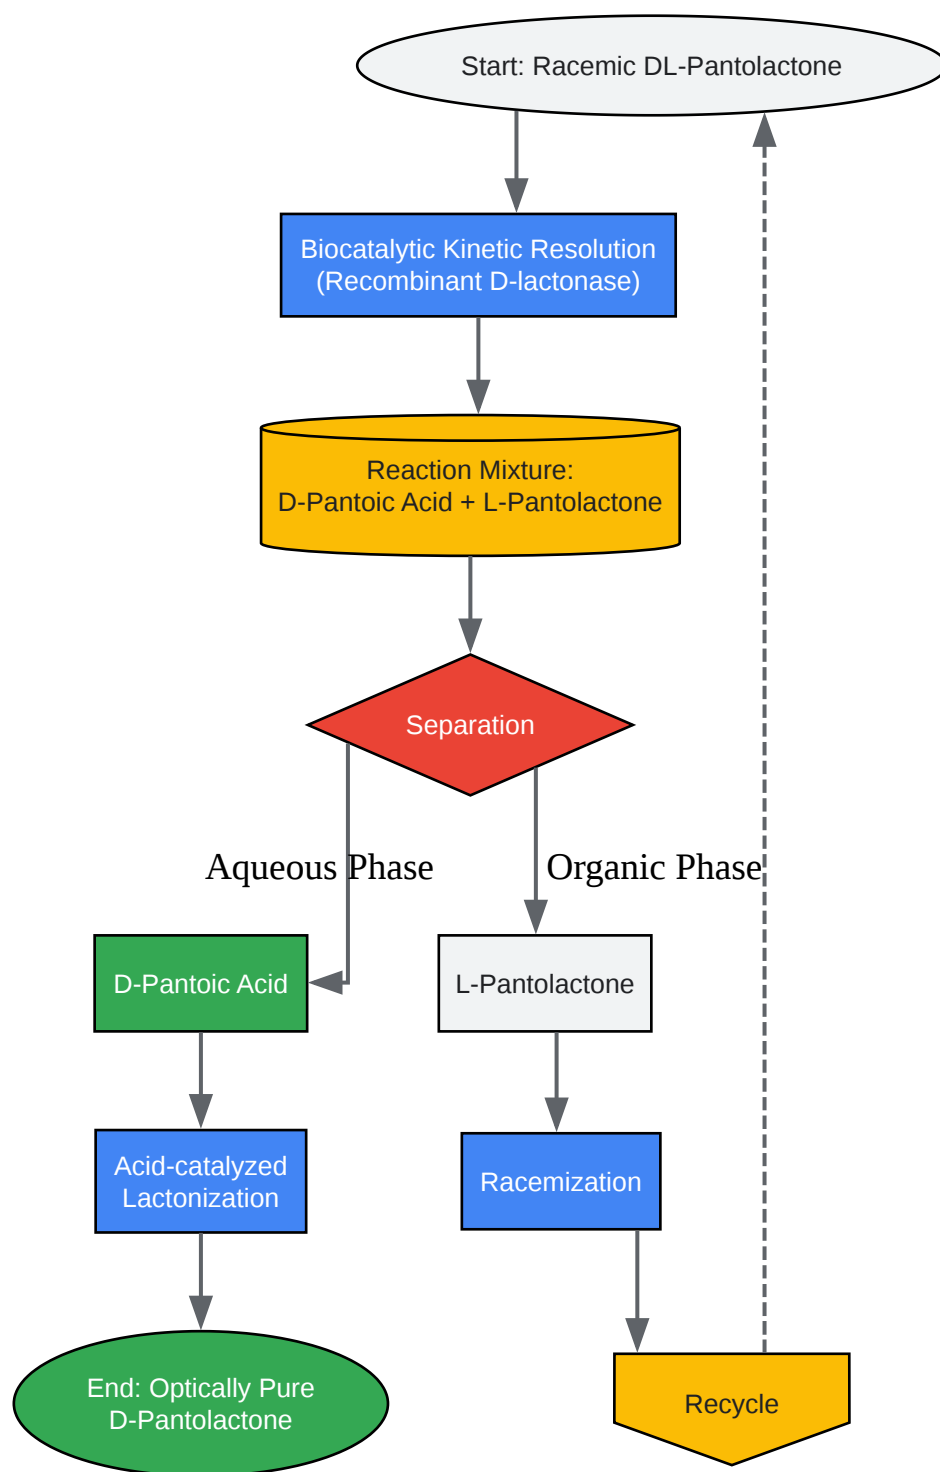 Start: Racemic DL-Pantolactone
Biocatalytic Kinetic Resolution
(Recombinant D-lactonase)
Reaction Mixture:
D-Pantoic Acid + L-Pantolactone
Separation
Aqueous Phase
Organic Phase
D-Pantoic Acid
L-Pantolactone
Acid-catalyzed
Lactonization
Racemization
End: Optically Pure
D-Pantolactone
Recycle